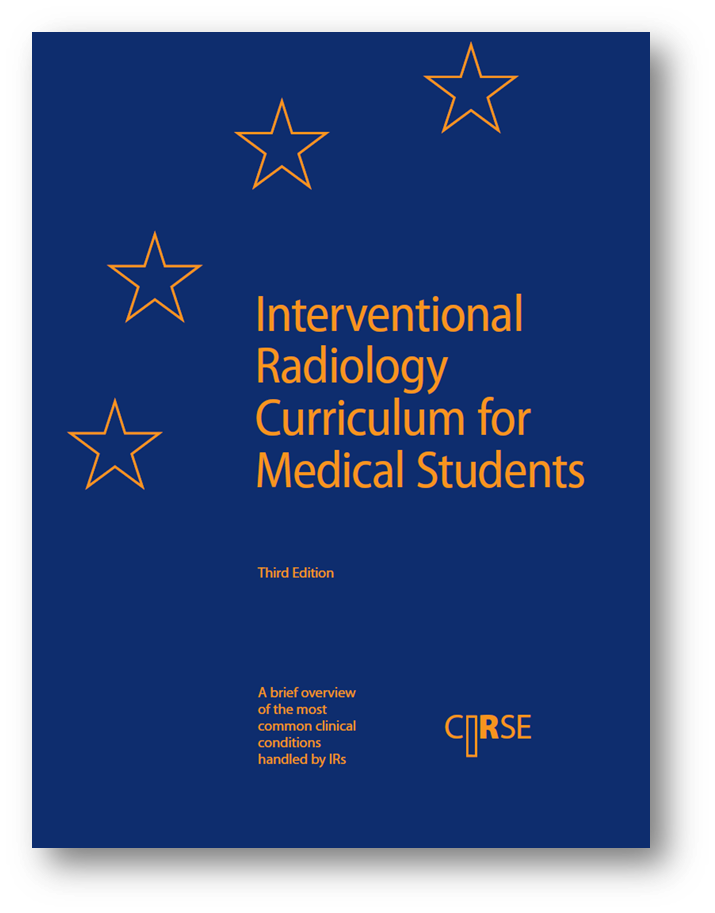 Interventional
Radiology
Curriculum for
Medical Students
Third Edition
A brief overview
of the most
common clinical
conditions
handled by IRs
CIRSE